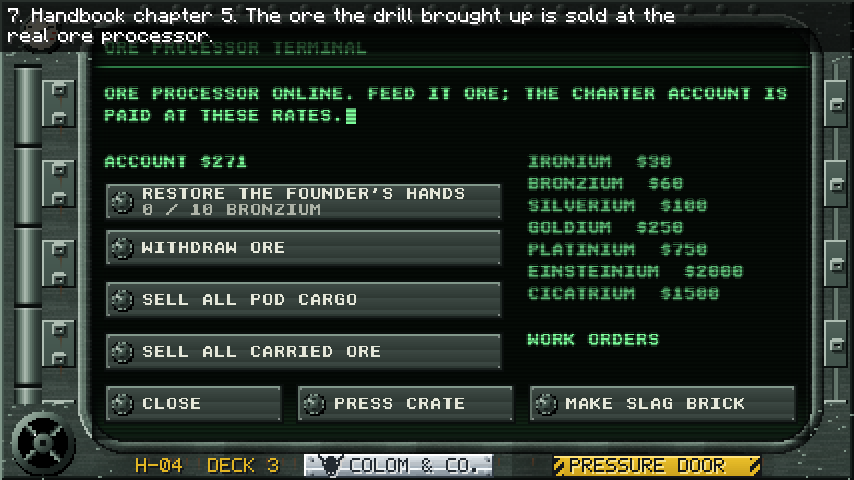 7. Handbook chapter 5. The ore the drill brought up is sold at the
real ore processor.
ORE PROCESSOR TERMINAL
ORE PROCESSOR ONLINE. FEED IT ORE; THE CHARTER ACCOUNT IS
PAID AT THESE RATES.
ACCOUNT $271
RESTORE THE FOUNDER'S HANDS
0 / 10 BRONZIUM
WITHDRAW ORE
SELL ALL POD CARGO
SELL ALL CARRIED ORE
IRONIUM $30
BRONZIUM $60
SILVERIUM $100
GOLDIUM $250
PLATINIUM $750
EINSTEINIUM $2000
CICATRIUM $1500
WORK ORDERS
CLOSE
PRESS CRATE
MAKE SLAG BRICK
H-04 DECK 3
COLOM & CO.
PRESSURE DOOR